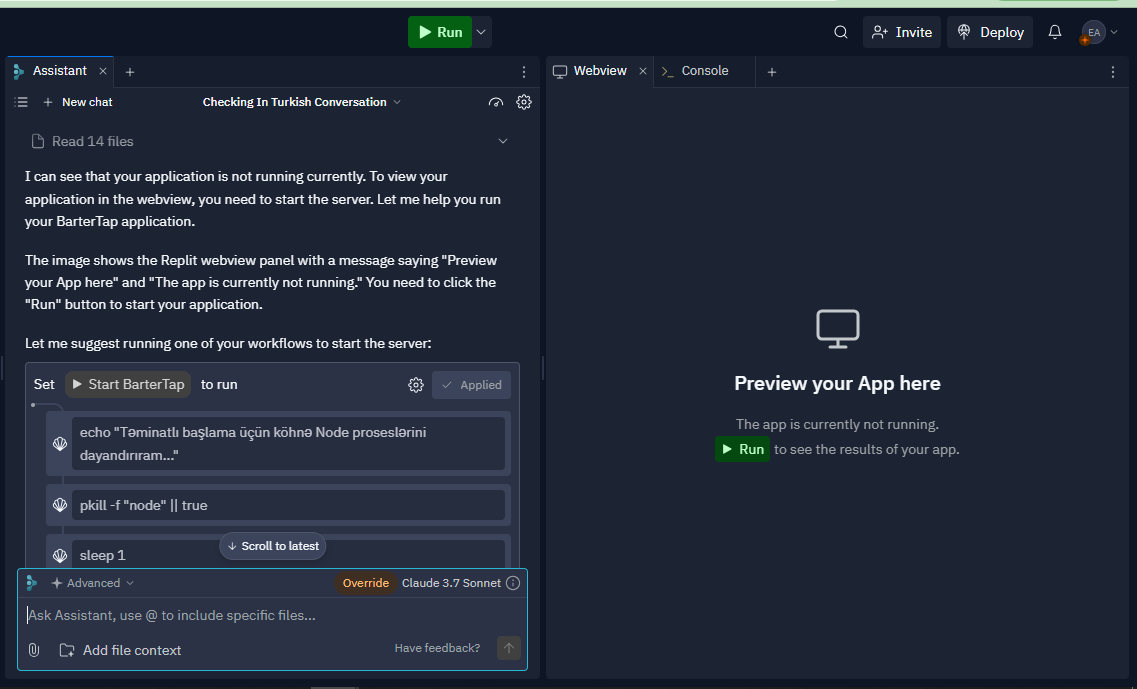 Run
Invite
Deploy
EA
Assistant
Webview
Console
New chat
Checking In Turkish Conversation
Read 14 files
I can see that your application is not running currently. To view your
application in the webview, you need to start the server. Let me help you run
your BarterTap application.
The image shows the Replit webview panel with a message saying "Preview
your App here" and "The app is currently not running." You need to click the
"Run" button to start your application.
Let me suggest running one of your workflows to start the server:
Set Start BarterTap to run
Applied
echo "Təminatlı başlama üçün köhnə Node proseslərini
dayandırıram..."
pkill -f "node" || true
sleep 1
Scroll to latest
Advanced
Override Claude 3.7 Sonnet
Ask Assistant, use @ to include specific files...
Add file context
Have feedback?
Preview your App here
The app is currently not running.
Run to see the results of your app.